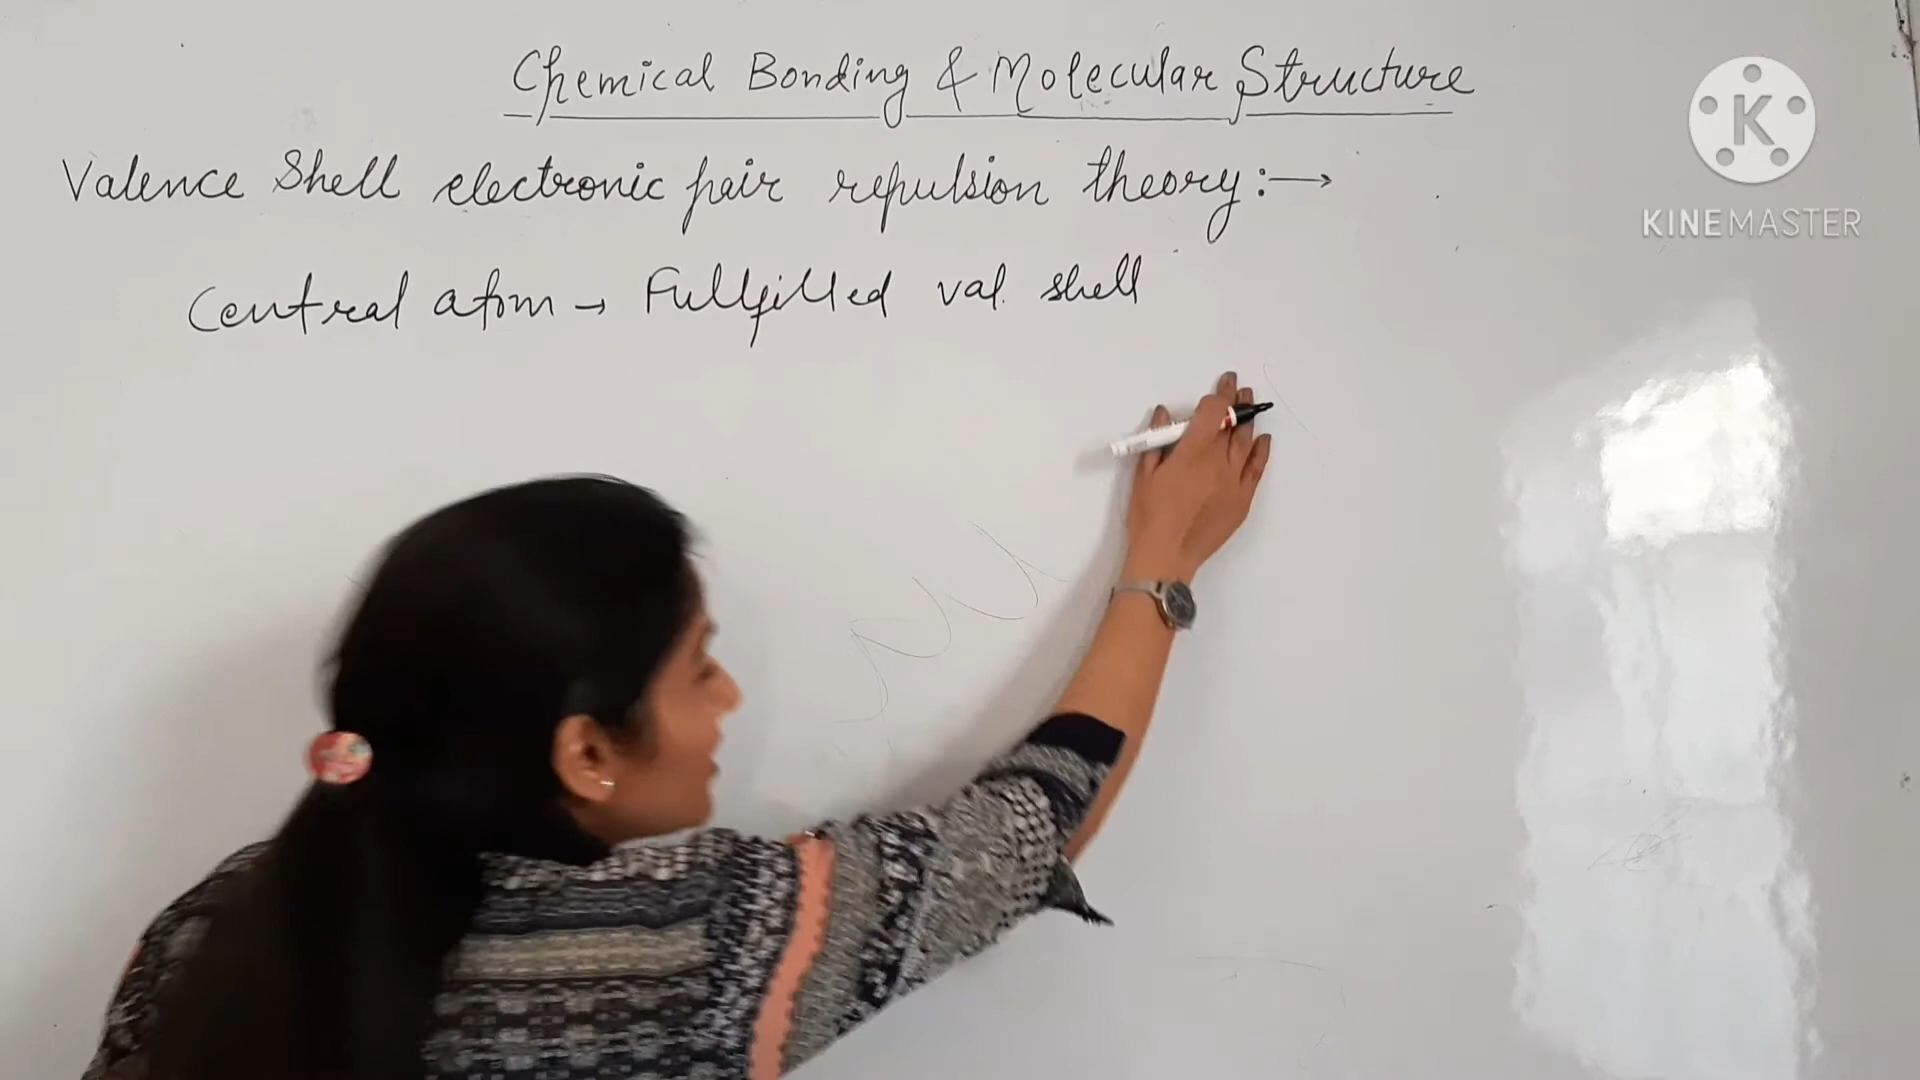 Chemical Bonding & Molecular Structure
Valence Shell electronic pair repulsion theory:→
Central atom → Fullfilled val. shell
K
KINEMASTER